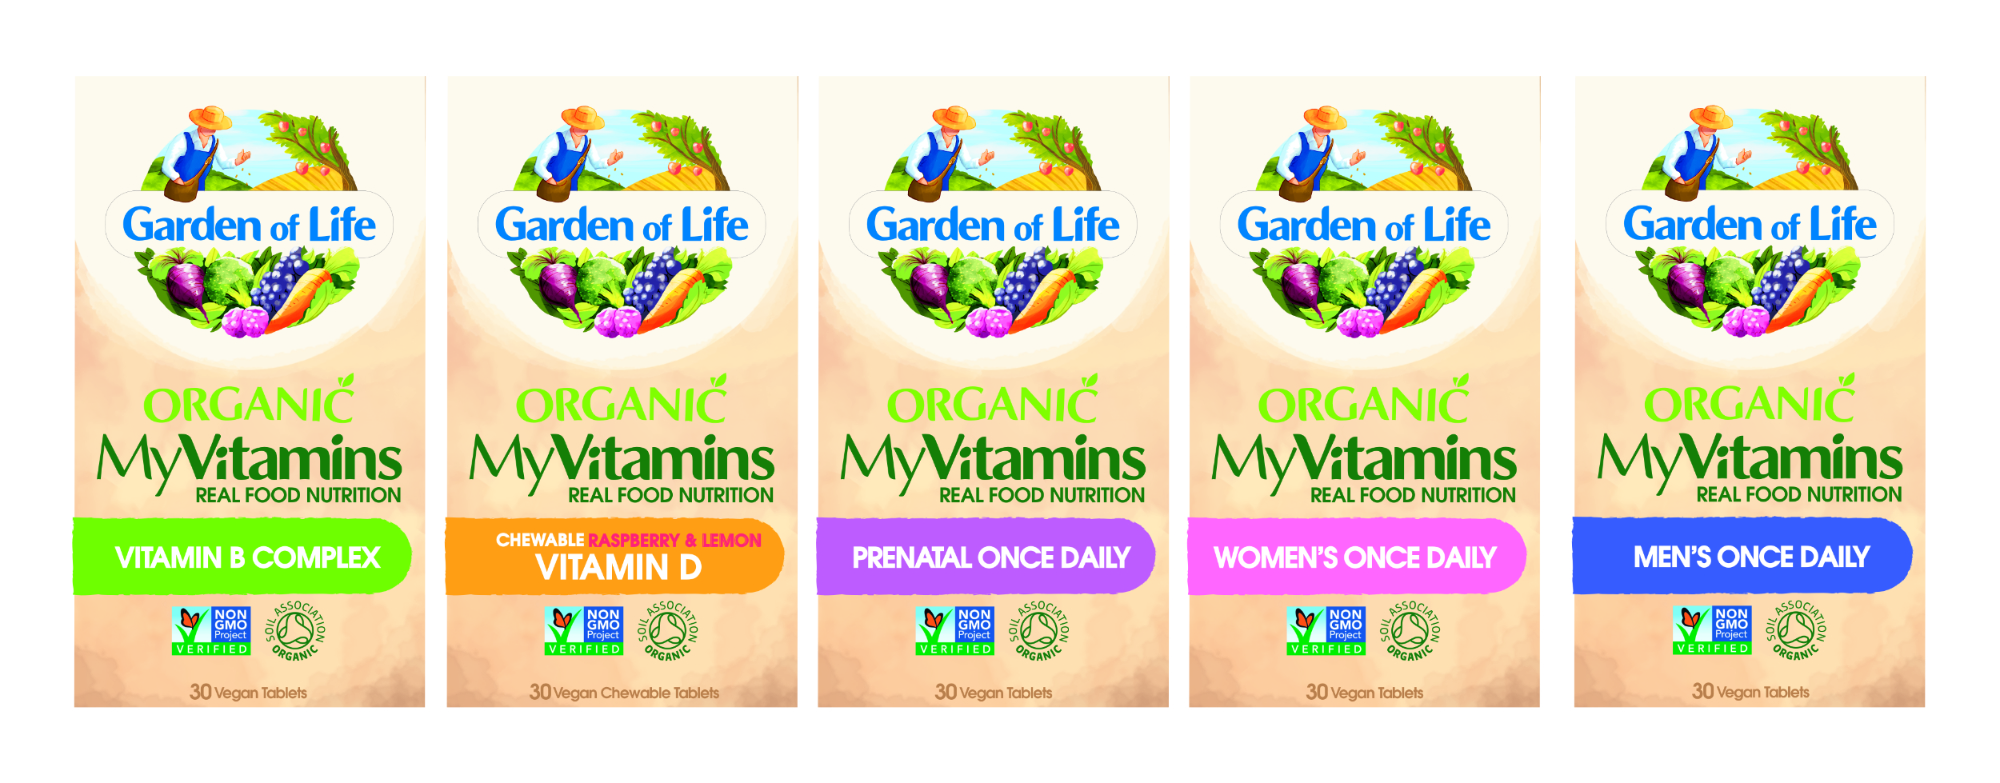 Garden of Life
ORGANIC
MyVitamins
REAL FOOD NUTRITION
VITAMIN B COMPLEX
NON
GMO
Project
VERIFIED
SOIL ASSOCIATION
ORGANIC
30 Vegan Tablets
Garden of Life
ORGANIC
MyVitamins
REAL FOOD NUTRITION
CHEWABLE RASPBERRY & LEMON
VITAMIN D
NON
GMO
Project
VERIFIED
SOIL ASSOCIATION
ORGANIC
30 Vegan Chewable Tablets
Garden of Life
ORGANIC
MyVitamins
REAL FOOD NUTRITION
PRENATAL ONCE DAILY
NON
GMO
Project
VERIFIED
SOIL ASSOCIATION
ORGANIC
30 Vegan Tablets
Garden of Life
ORGANIC
MyVitamins
REAL FOOD NUTRITION
WOMEN'S ONCE DAILY
NON
GMO
Project
VERIFIED
SOIL ASSOCIATION
ORGANIC
30 Vegan Tablets
Garden of Life
ORGANIC
MyVitamins
REAL FOOD NUTRITION
MEN'S ONCE DAILY
NON
GMO
Project
VERIFIED
SOIL ASSOCIATION
ORGANIC
30 Vegan Tablets